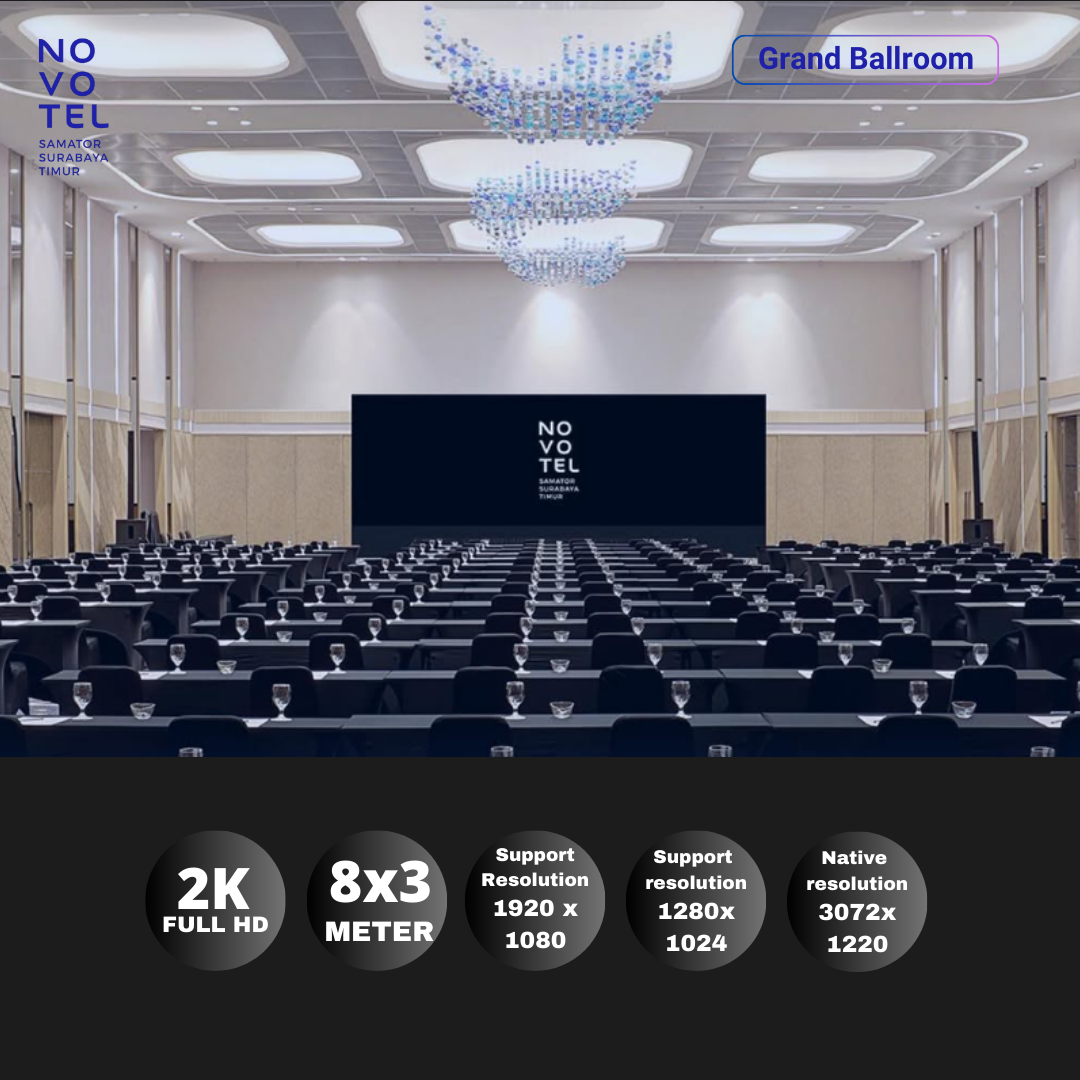 NO
VO
TEL
SAMATOR
SURABAYA
TIMUR
Grand Ballroom
NO
VO
TEL
SAMATOR
SURABAYA
TIMUR
2K
FULL HD
8x3
METER
Support
Resolution
1920 x
1080
Support
resolution
1280x
1024
Native
resolution
3072x
1220